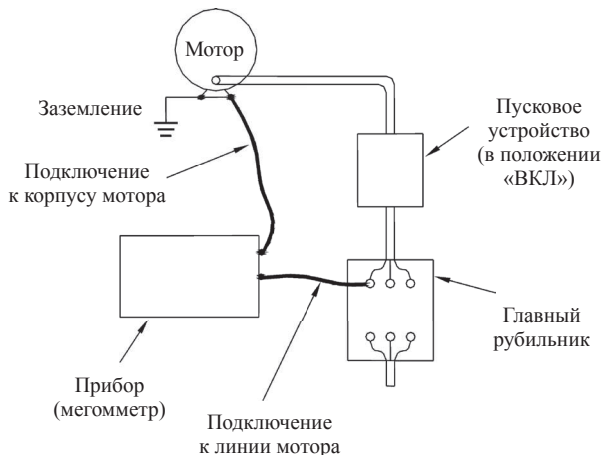 Мотор
Заземление
Пусковое
устройство
(в положении
«ВКЛ»)
Подключение
к корпусу мотора
Главный
рубильник
Прибор
(мегомметр)
Подключение
к линии мотора